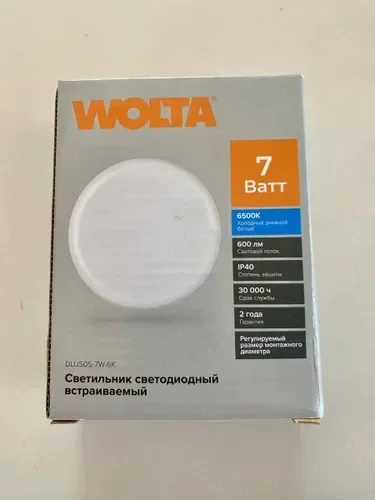 WOLTA®
7
Ватт
6500K
Холодный дневной
белый
600 лм
Световой поток
IP40
Степень защиты
30 000 ч
Срок службы
2 года
Гарантия
Регулируемый
размер монтажного
диаметра
DLUS05-7W-6K
Светильник светодиодный
встраиваемый